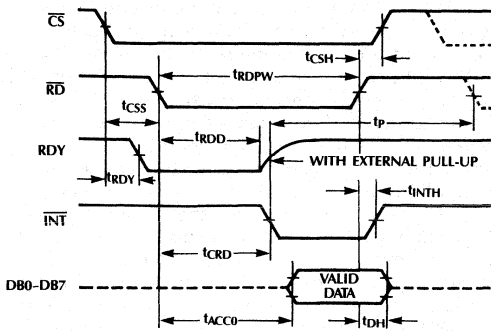 CS
tCSH
RD
tRDPW
tCSS
tRDD
tP
RDY
WITH EXTERNAL PULL-UP
tRDY
tINTH
INT
tCRD
DB0-DB7
VALID
DATA
tACC0
tDH